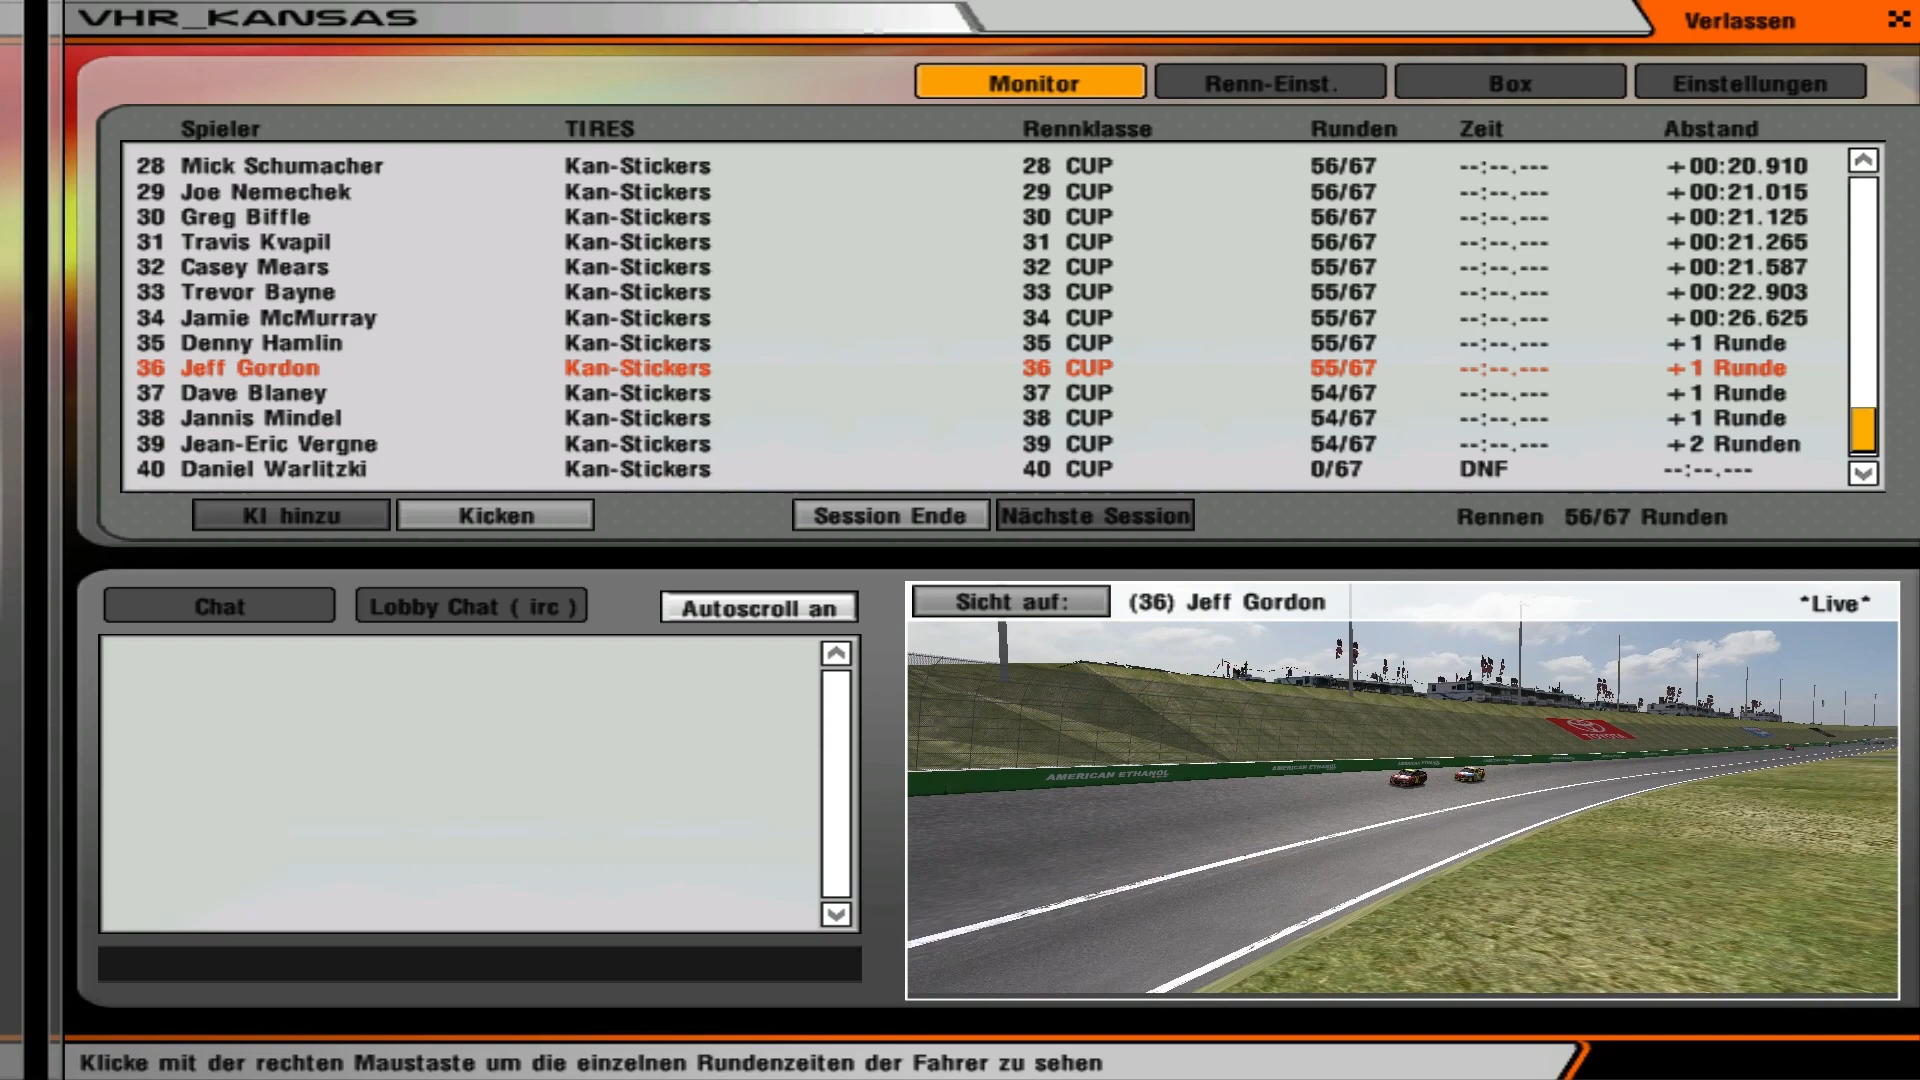 VHR_KANSAS
Verlassen
Monitor Renn-Einst. Box Einstellungen
Spieler TIRES Rennklasse Runden Zeit Abstand
28 Mick Schumacher Kan-Stickers 28 CUP 56/67 --:--.--- +00:20.910
29 Joe Nemechek Kan-Stickers 29 CUP 56/67 --:--.--- +00:21.015
30 Greg Biffle Kan-Stickers 30 CUP 56/67 --:--.--- +00:21.125
31 Travis Kvapil Kan-Stickers 31 CUP 56/67 --:--.--- +00:21.265
32 Casey Mears Kan-Stickers 32 CUP 55/67 --:--.--- +00:21.587
33 Trevor Bayne Kan-Stickers 33 CUP 55/67 --:--.--- +00:22.903
34 Jamie McMurray Kan-Stickers 34 CUP 55/67 --:--.--- +00:26.625
35 Denny Hamlin Kan-Stickers 35 CUP 55/67 --:--.--- +1 Runde
36 Jeff Gordon Kan-Stickers 36 CUP 55/67 --:--.--- +1 Runde
37 Dave Blaney Kan-Stickers 37 CUP 54/67 --:--.--- +1 Runde
38 Jannis Mindel Kan-Stickers 38 CUP 54/67 --:--.--- +1 Runde
39 Jean-Eric Vergne Kan-Stickers 39 CUP 54/67 --:--.--- +2 Runden
40 Daniel Warlitzki Kan-Stickers 40 CUP 0/67 DNF --:--.---
KI hinzu Kicken Session Ende Nächste Session Rennen 56/67 Runden
Chat Lobby Chat ( irc ) Autoscroll an
Sicht auf: (36) Jeff Gordon *Live*
TOYOTA
AMERICAN ETHANOL AMERICAN ETHANOL AMERICAN ETHANOL
Klicke mit der rechten Maustaste um die einzelnen Rundenzeiten der Fahrer zu sehen